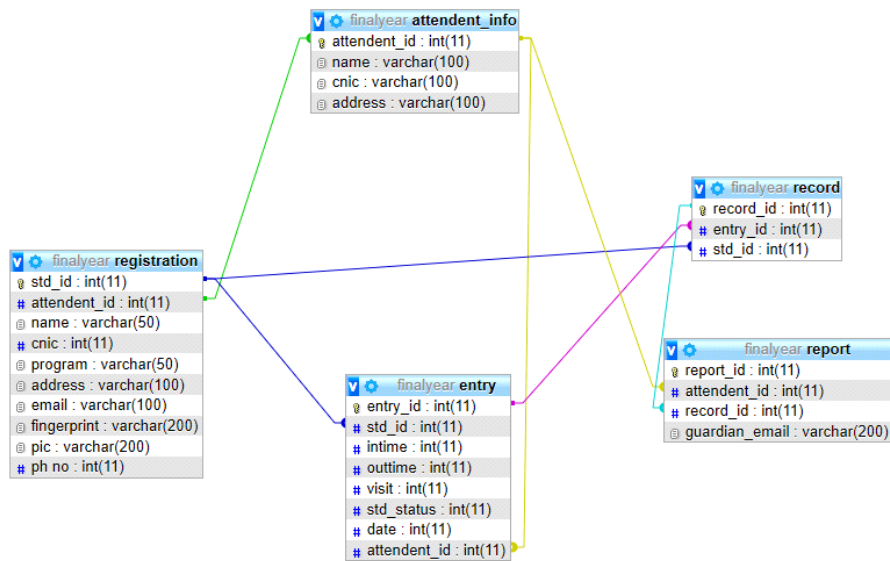 finalyear attendent_info
attendent_id : int(11)
name : varchar(100)
cnic : varchar(100)
address : varchar(100)
finalyear record
record_id : int(11)
entry_id : int(11)
std_id : int(11)
finalyear registration
std_id : int(11)
attendent_id : int(11)
name : varchar(50)
cnic : int(11)
program : varchar(50)
address : varchar(100)
email : varchar(100)
fingerprint : varchar(200)
pic : varchar(200)
ph no : int(11)
finalyear report
report_id : int(11)
attendent_id : int(11)
record_id : int(11)
guardian_email : varchar(200)
finalyear entry
entry_id : int(11)
std_id : int(11)
intime : int(11)
outtime : int(11)
visit : int(11)
std_status : int(11)
date : int(11)
attendent_id : int(11)